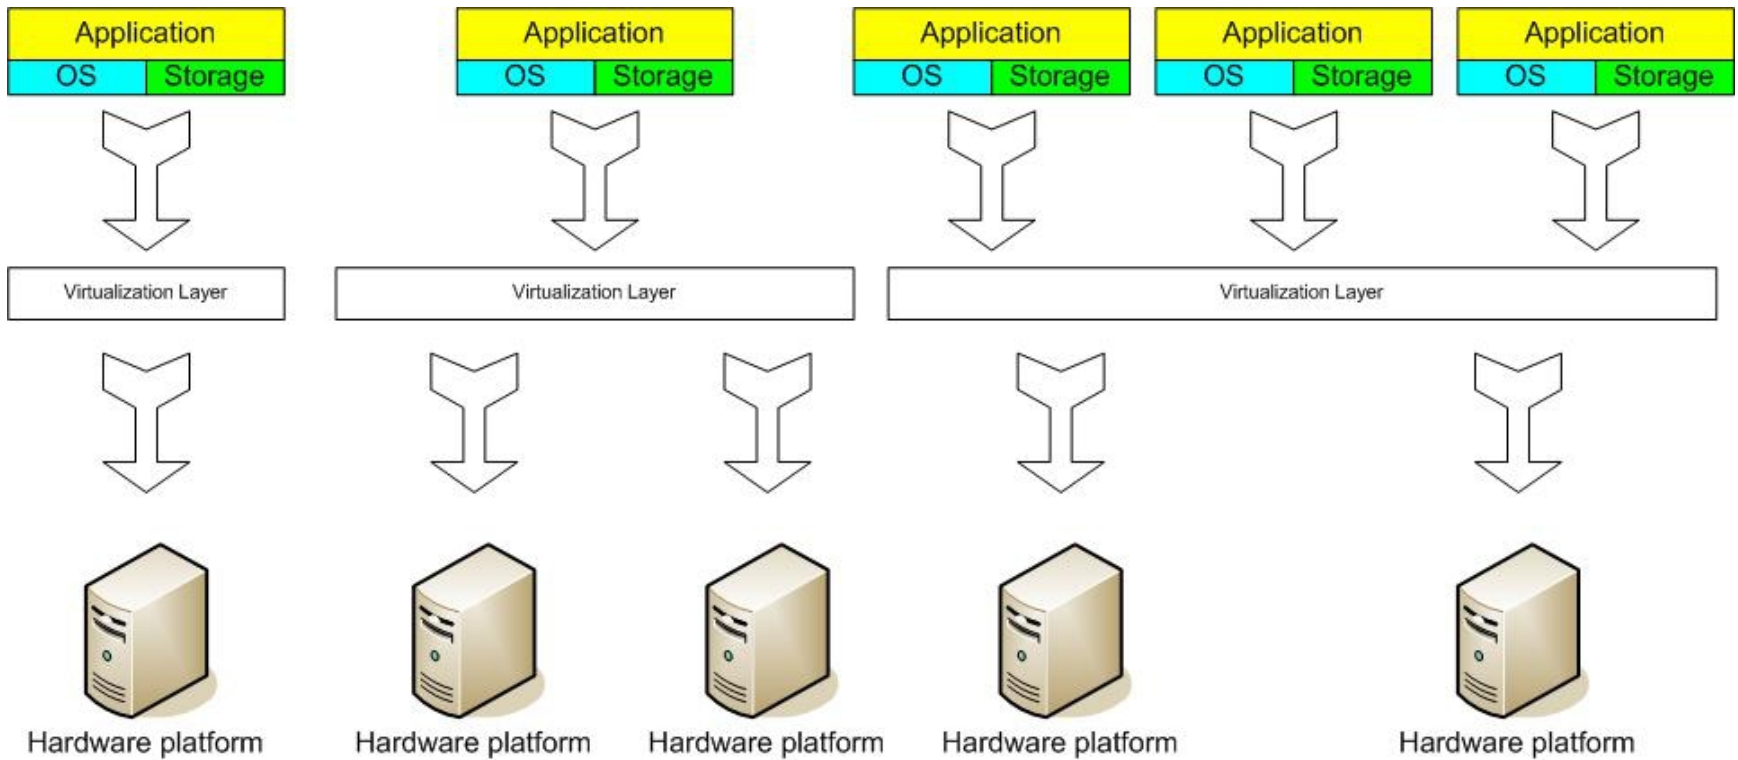 Application
OS Storage
Application
OS Storage
Application
OS Storage
Application
OS Storage
Application
OS Storage
Virtualization Layer
Virtualization Layer
Virtualization Layer
Hardware platform
Hardware platform
Hardware platform
Hardware platform
Hardware platform